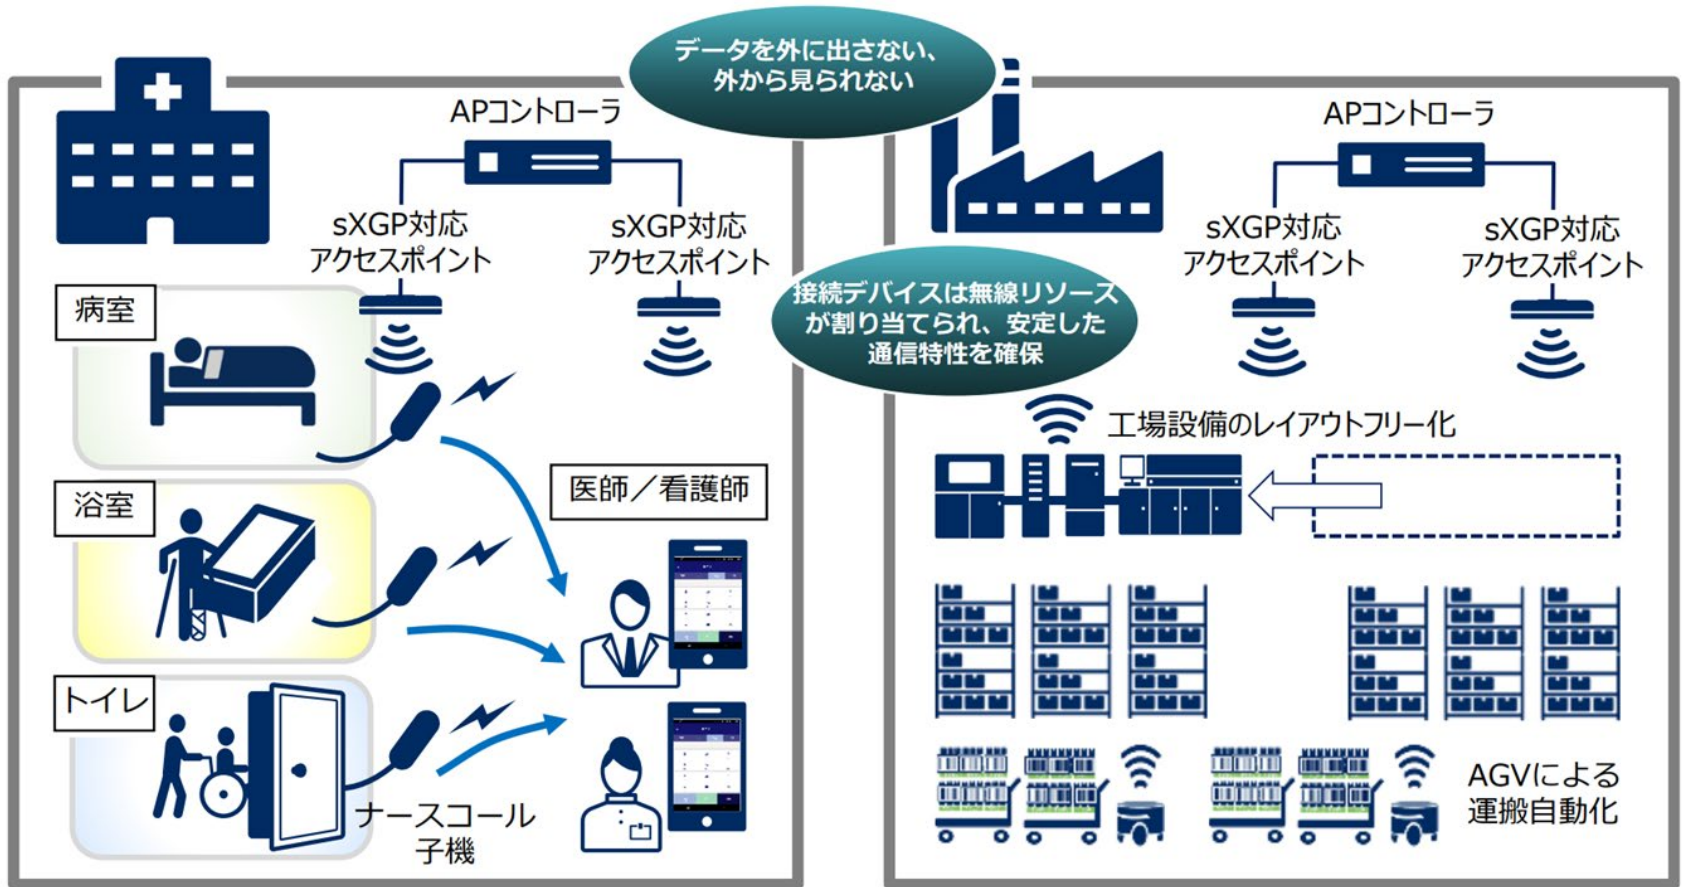 データを外に出さない、
外から見られない
APコントローラ
sXGP対応
アクセスポイント
sXGP対応
アクセスポイント
病室
浴室
トイレ
医師／看護師
ナースコール
子機
接続デバイスは無線リソース
が割り当てられ、安定した
通信特性を確保
APコントローラ
sXGP対応
アクセスポイント
sXGP対応
アクセスポイント
工場設備のレイアウトフリー化
AGVによる
運搬自動化